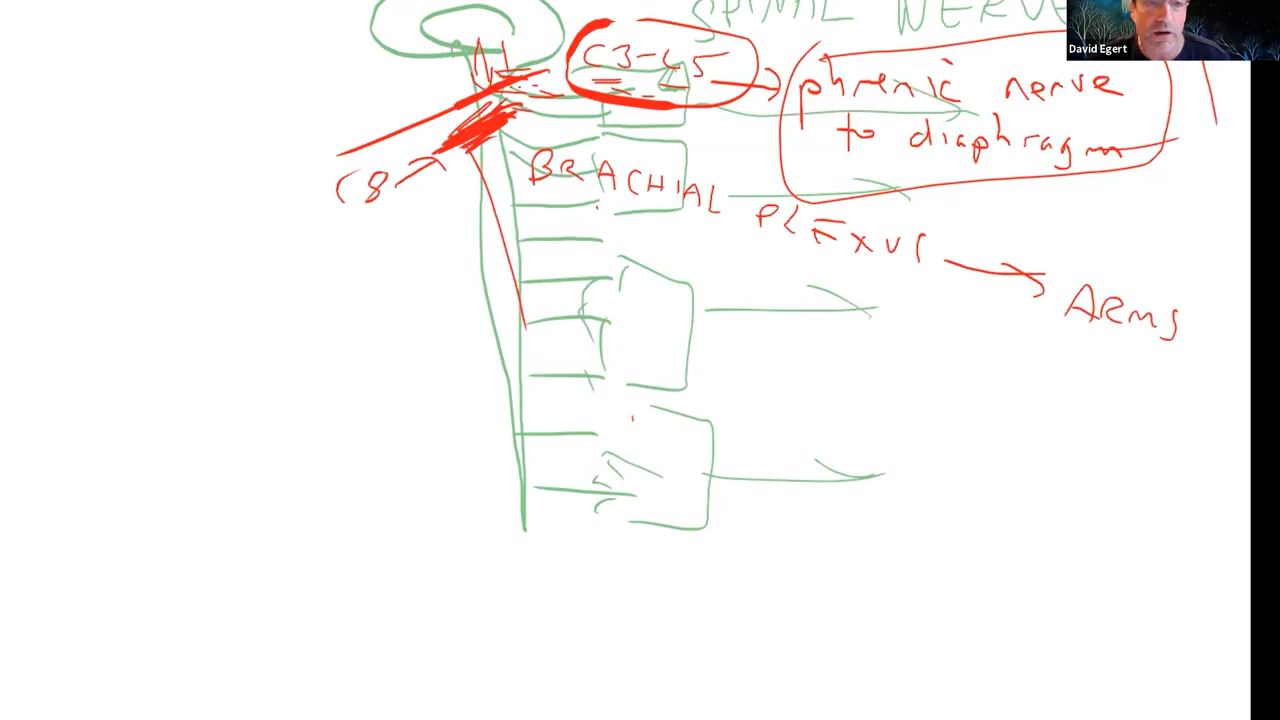 SPINAL NERVE
David Egert
C3-C5
phrenic nerve
to diaphragm
C8
BRACHIAL PLEXUS
ARMS